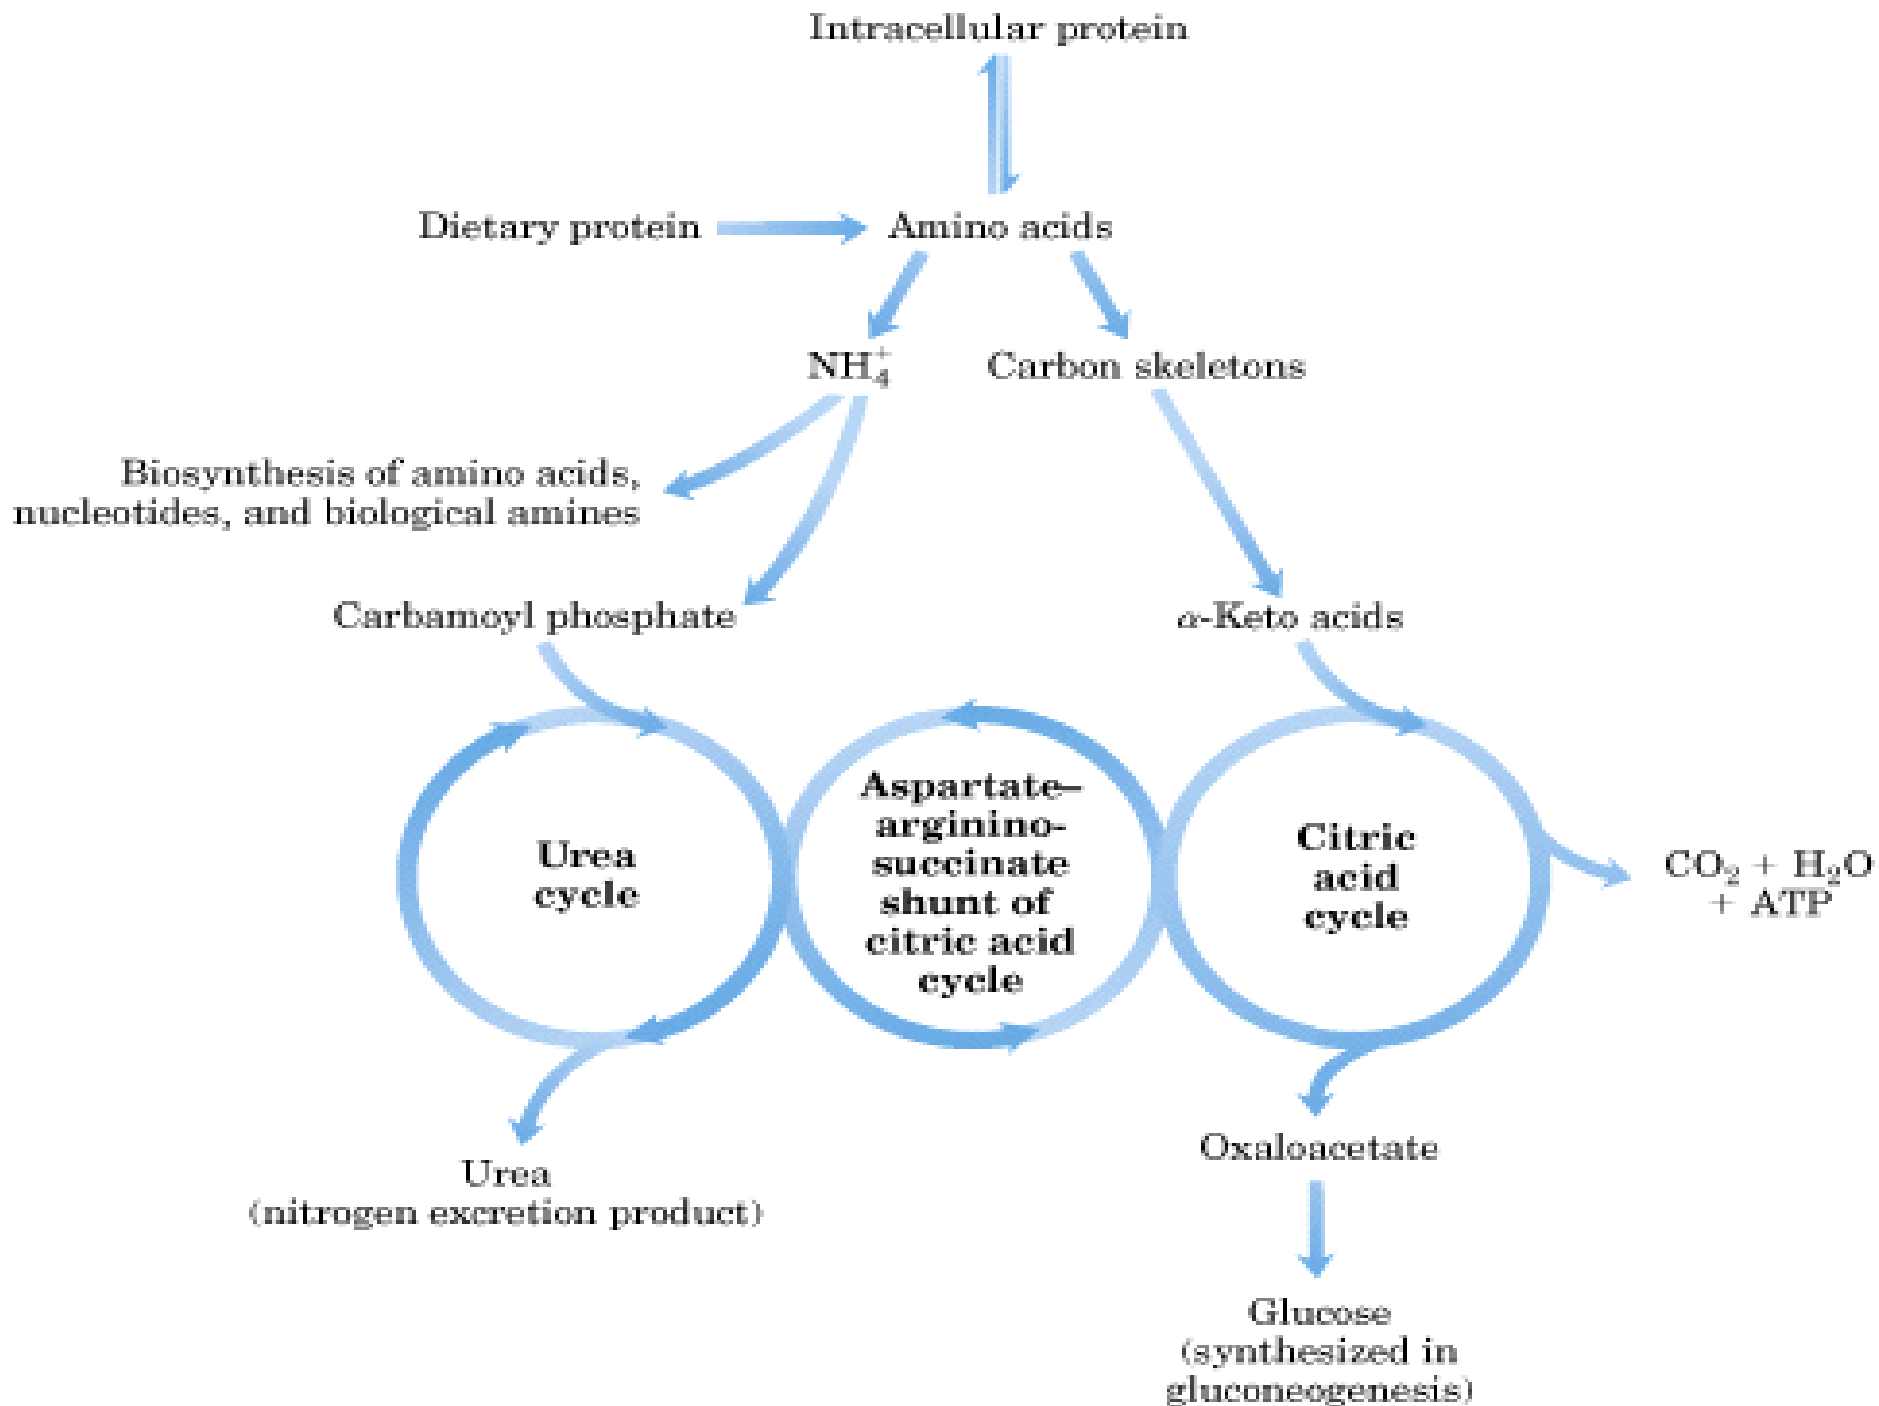 Intracellular protein
Dietary protein
Amino acids
NH₄⁺
Carbon skeletons
Biosynthesis of amino acids,
nucleotides, and biological amines
Carbamoyl phosphate
α-Keto acids
Urea
cycle
Aspartate–
arginino-
succinate
shunt of
citric acid
cycle
Citric
acid
cycle
CO₂ + H₂O
+ ATP
Urea
(nitrogen excretion product)
Oxaloacetate
Glucose
(synthesized in
gluconeogenesis)